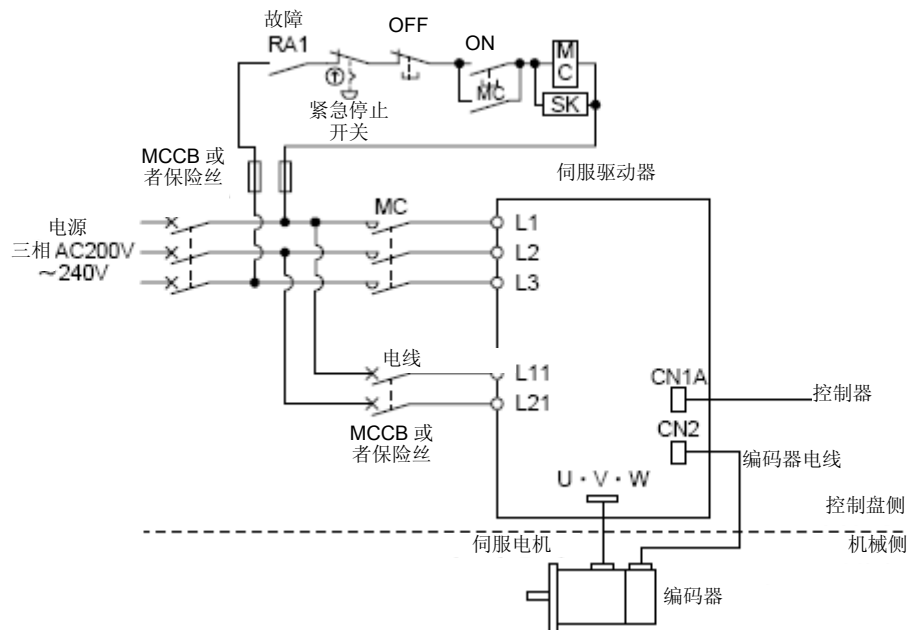 故障
RA1
OFF
ON
MC
MC
SK
紧急停止
开关
MCCB 或
者保险丝
伺服驱动器
MC
电源
三相 AC200V
～240V
L1
L2
L3
电线
L11
L21
MCCB 或
者保险丝
CN1A
控制器
CN2
编码器电线
U・V・W
控制盘侧
伺服电机
机械侧
编码器